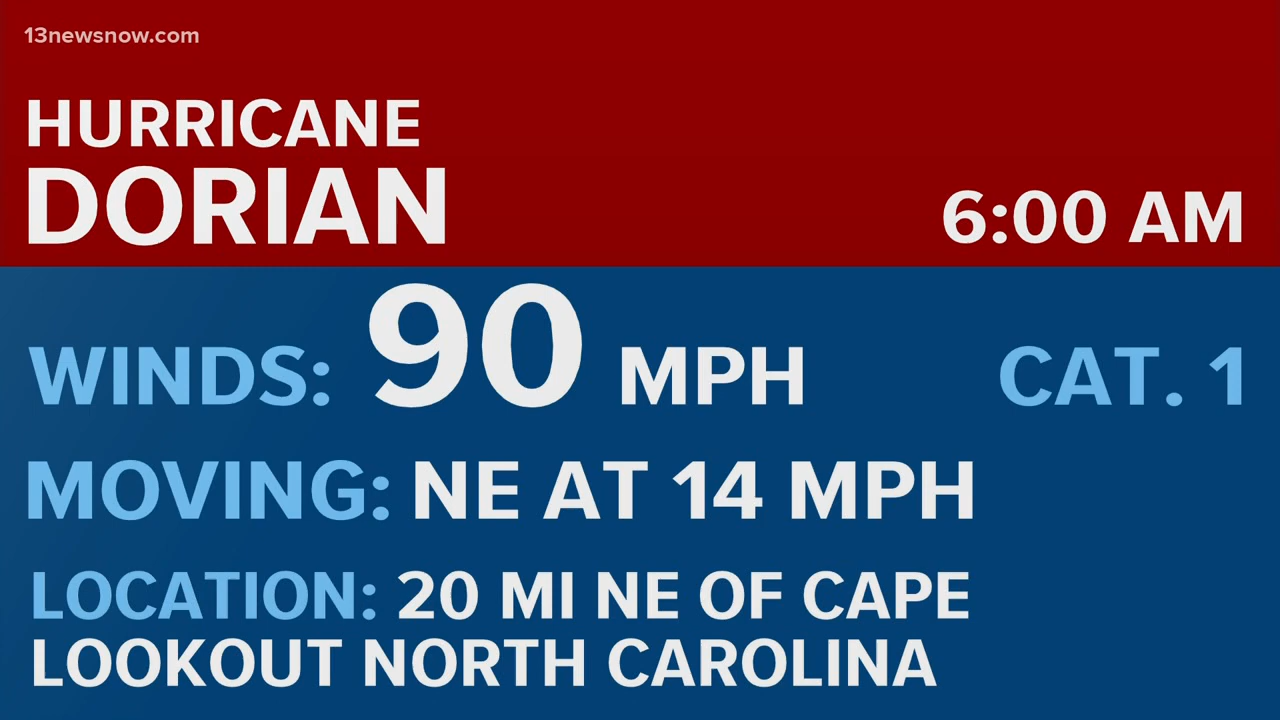 13newsnow.com
HURRICANE
DORIAN
6:00 AM
WINDS: 90 MPH CAT. 1
MOVING: NE AT 14 MPH
LOCATION: 20 MI NE OF CAPE
LOOKOUT NORTH CAROLINA